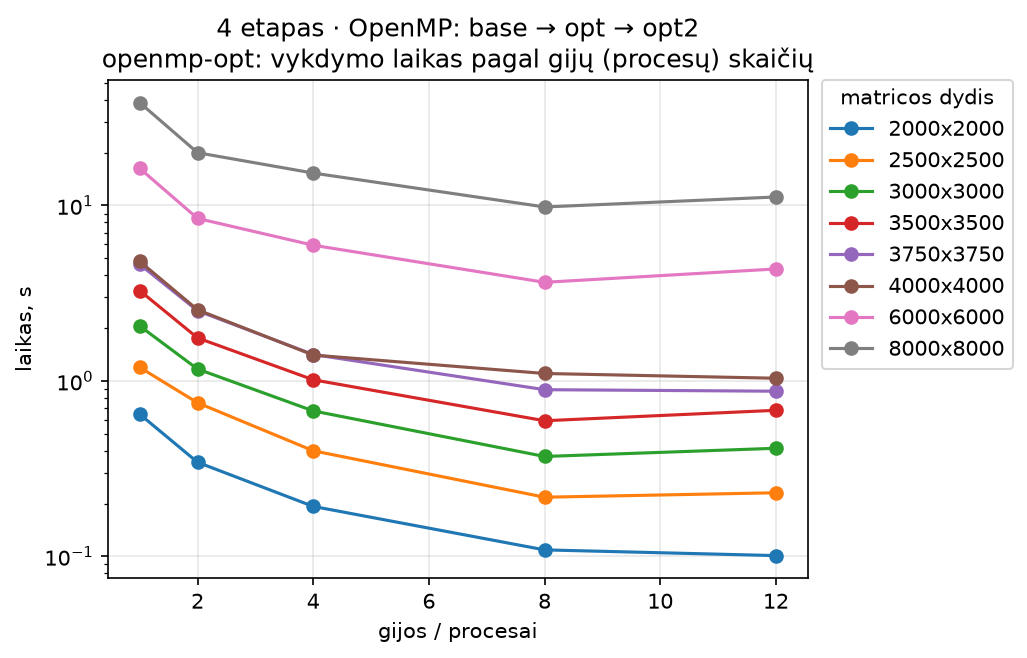 4 etapas · OpenMP: base → opt → opt2
openmp-opt: vykdymo laikas pagal gijų (procesų) skaičių
matricos dydis
2000x2000
2500x2500
3000x3000
3500x3500
3750x3750
4000x4000
6000x6000
8000x8000
laikas, s
10¹
10⁰
10⁻¹
2 4 6 8 10 12
gijos / procesai